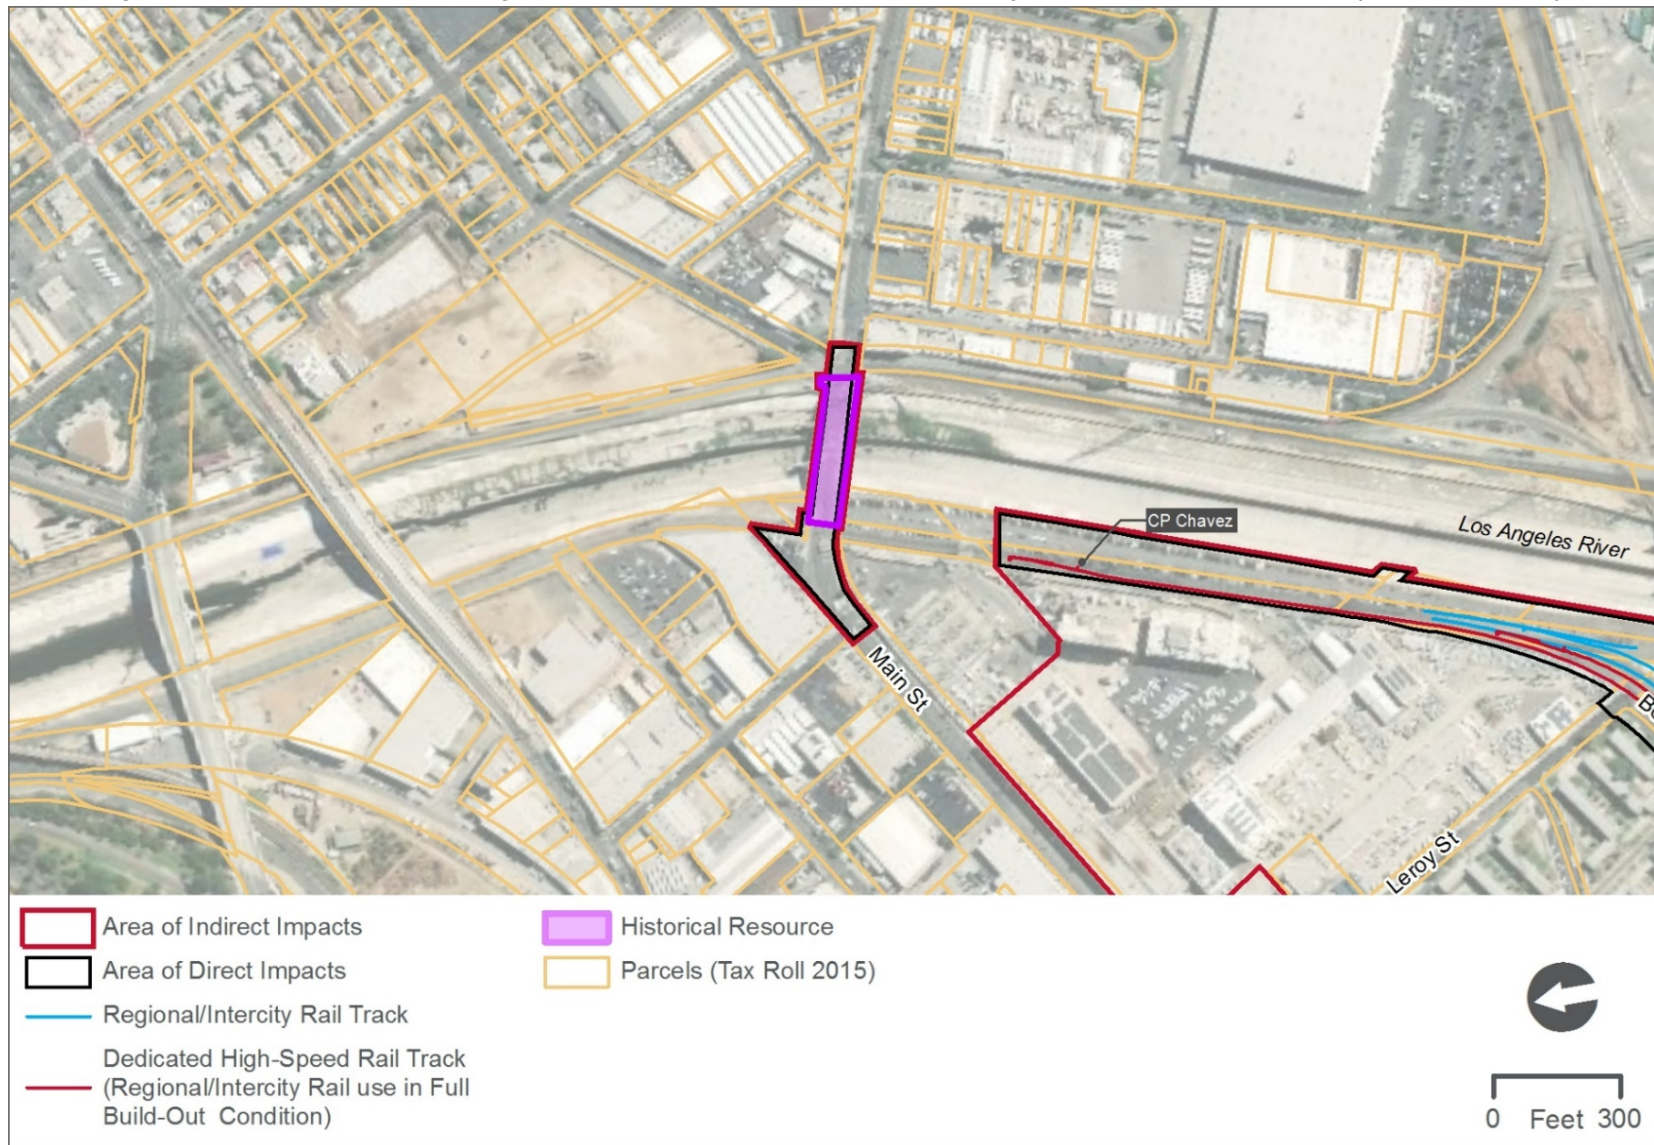 CP Chavez
Los Angeles River
Main St
Leroy St
Area of Indirect Impacts
Area of Direct Impacts
Regional/Intercity Rail Track
Dedicated High-Speed Rail Track
(Regional/Intercity Rail use in Full
Build-Out Condition)
Historical Resource
Parcels (Tax Roll 2015)
0 Feet 300